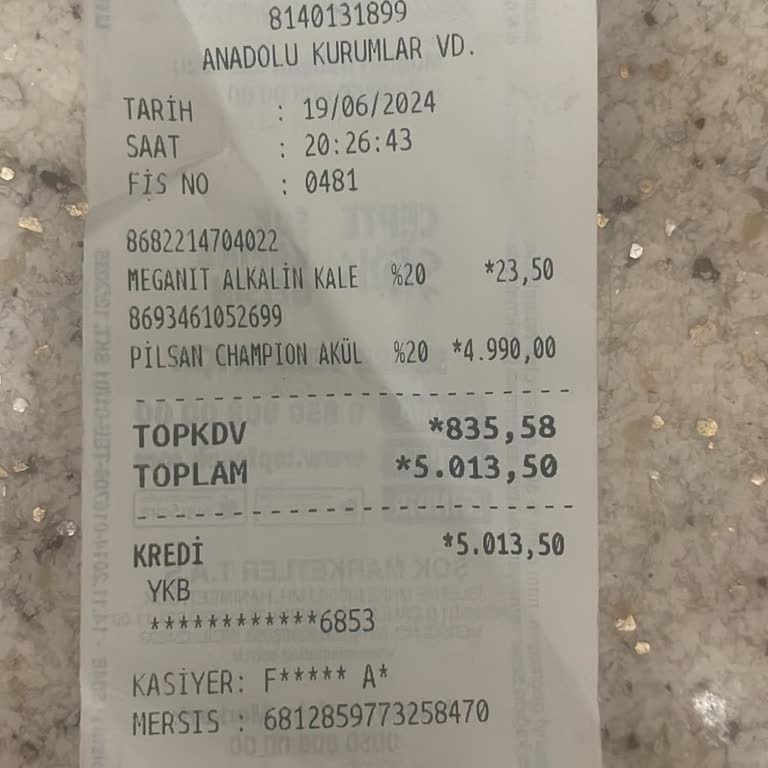 8140131899
ANADOLU KURUMLAR VD.
TARİH : 19/06/2024
SAAT : 20:26:43
FİS NO : 0481
8682214704022
MEGANIT ALKALİN KALE %20 *23,50
8693461052699
PİLSAN CHAMPION AKÜL %20 *4.990,00
TOPKDV *835,58
TOPLAM *5.013,50
KREDİ *5.013,50
YKB
************6853
KASİYER: F***** A*
MERSIS : 6812859773258470